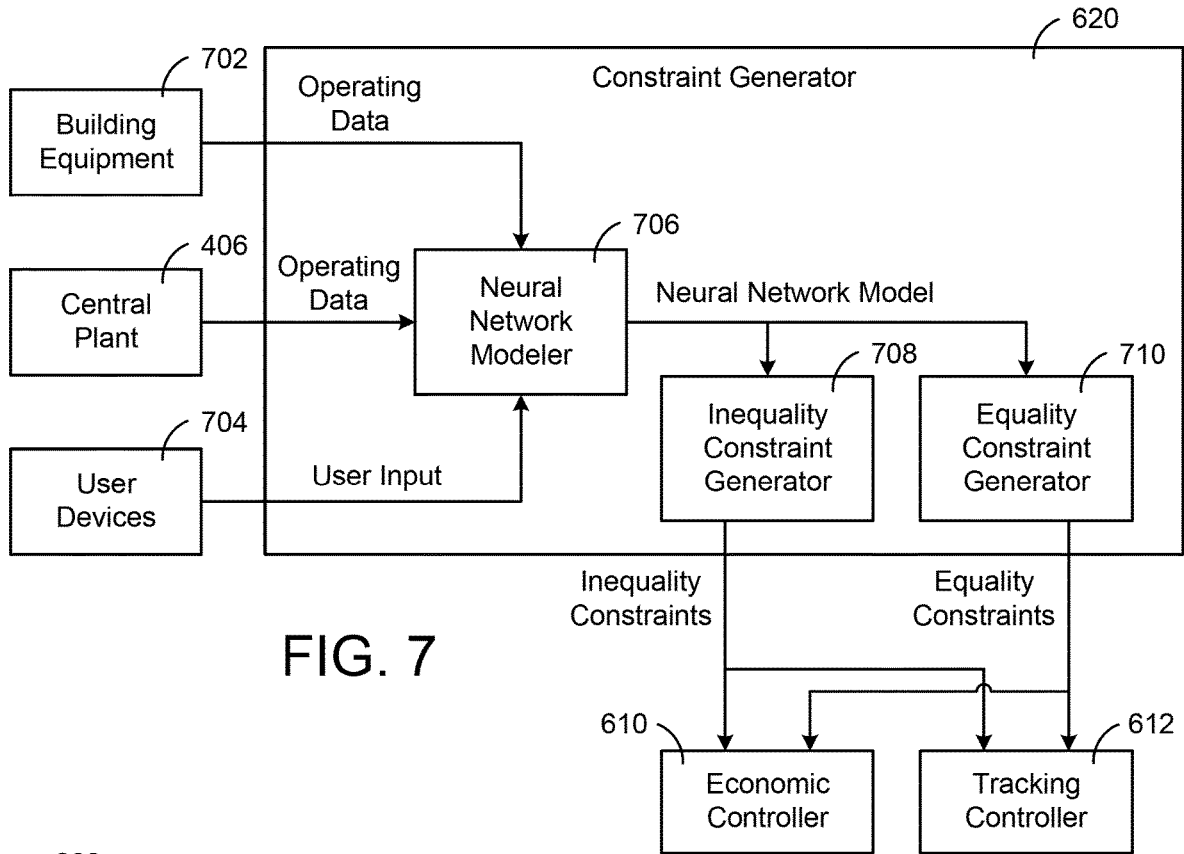 620
702
Constraint Generator
Operating
Data
Building
Equipment
706
406
Operating
Data
Neural
Network
Modeler
Neural Network Model
Central
Plant
708
710
704
Inequality
Constraint
Generator
Equality
Constraint
Generator
User Input
User
Devices
Inequality
Constraints
Equality
Constraints
FIG. 7
610
612
Economic
Controller
Tracking
Controller